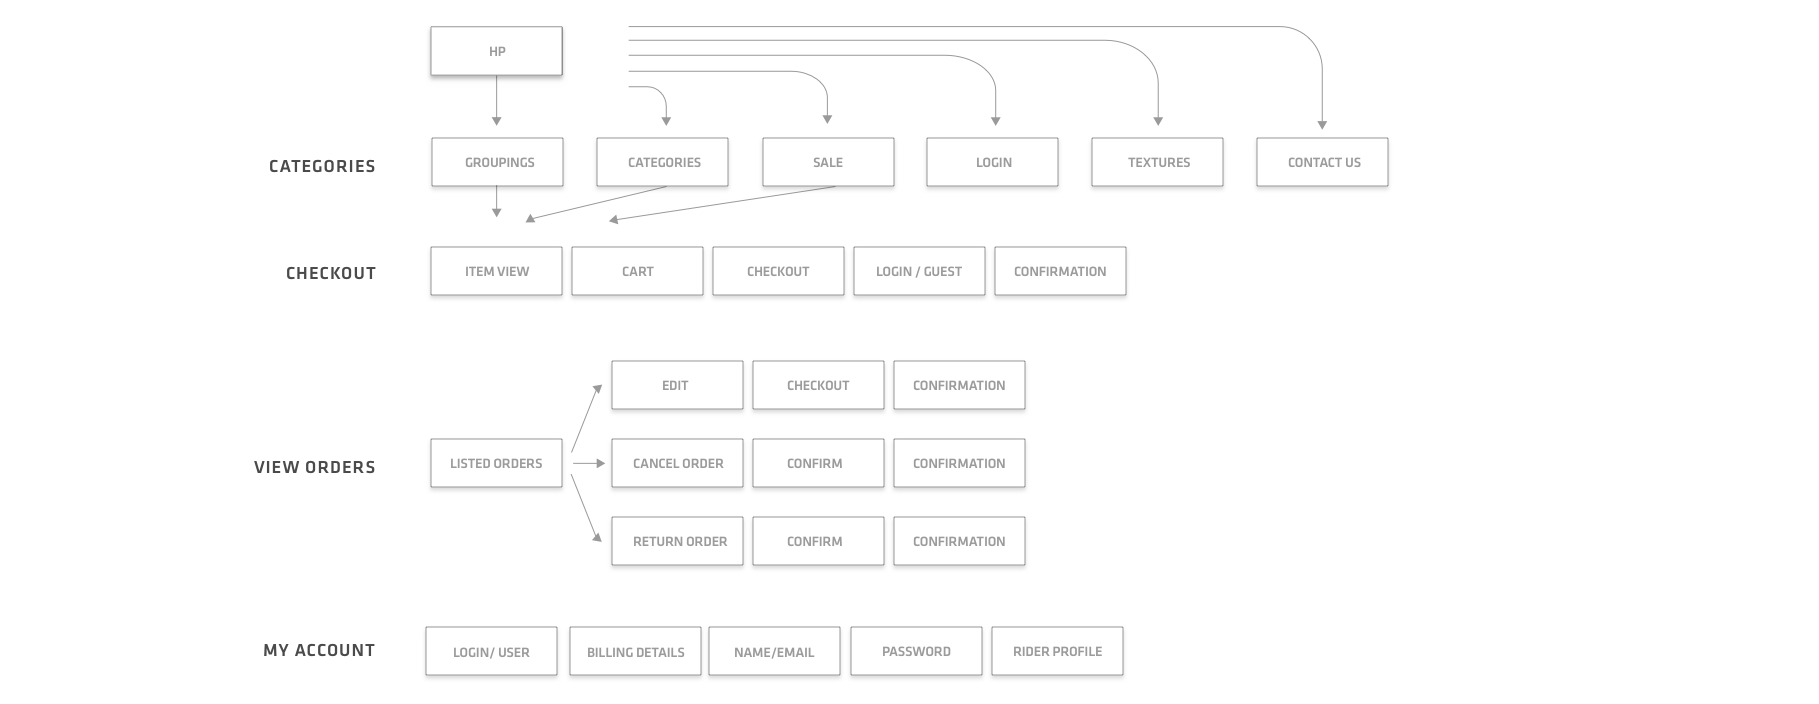 HP
CATEGORIES
GROUPINGS
CATEGORIES
SALE
LOGIN
TEXTURES
CONTACT US
CHECKOUT
ITEM VIEW
CART
CHECKOUT
LOGIN / GUEST
CONFIRMATION
EDIT
CHECKOUT
CONFIRMATION
VIEW ORDERS
LISTED ORDERS
CANCEL ORDER
CONFIRM
CONFIRMATION
RETURN ORDER
CONFIRM
CONFIRMATION
MY ACCOUNT
LOGIN/ USER
BILLING DETAILS
NAME/EMAIL
PASSWORD
RIDER PROFILE